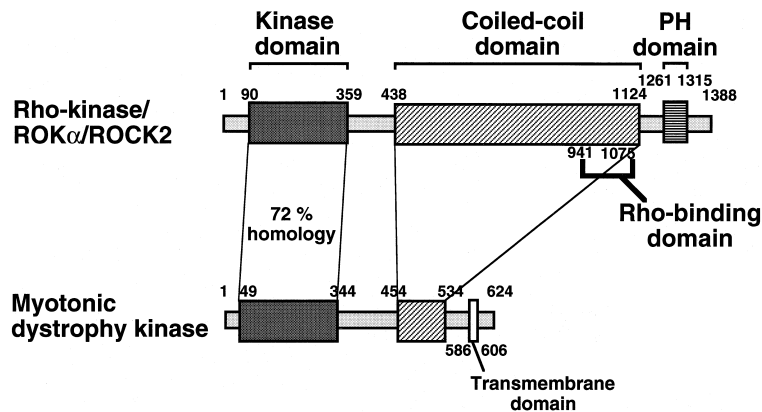 Kinase domain
Coiled-coil domain
PH domain
1 90 359 438 1124 1261 1315 1388
Rho-kinase/
ROKα/ROCK2
941 1075
Rho-binding
domain
72 %
homology
1 49 344 454 534 624
Myotonic
dystrophy kinase
586 606
Transmembrane
domain